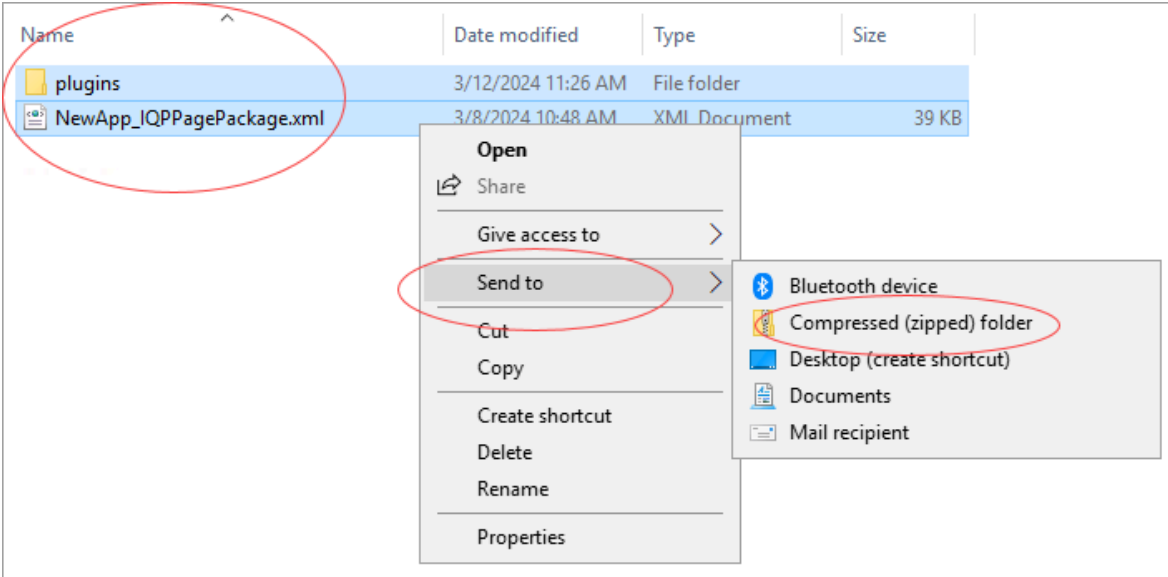 Name Date modified Type Size
plugins 3/12/2024 11:26 AM File folder
NewApp_IQPPagePackage.xml 3/8/2024 10:48 AM XML Document 39 KB
Open
Share
Give access to
Send to
Cut
Copy
Create shortcut
Delete
Rename
Properties
Bluetooth device
Compressed (zipped) folder
Desktop (create shortcut)
Documents
Mail recipient